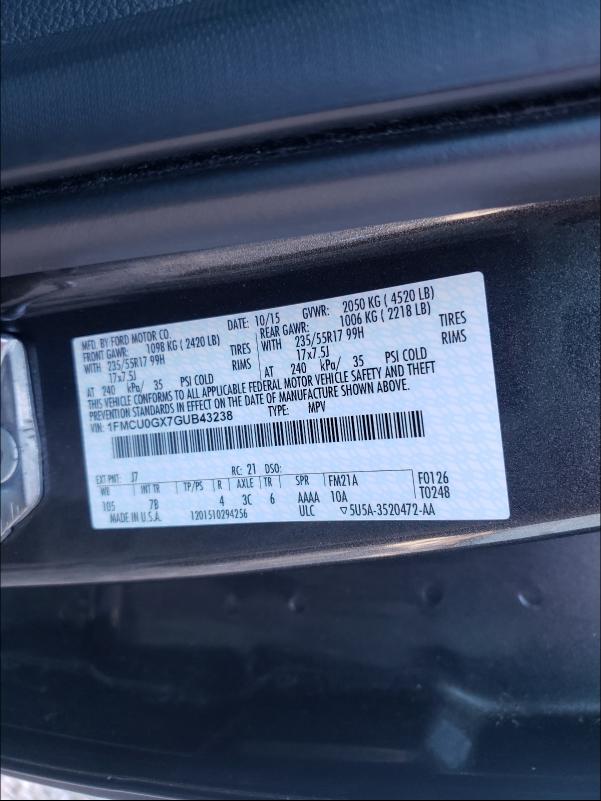 MFD. BY FORD MOTOR CO. DATE: 10/15 GVWR: 2050 KG ( 4520 LB)
FRONT GAWR: 1098 KG ( 2420 LB) REAR GAWR: 1006 KG ( 2218 LB)
WITH 235/55R17 99H TIRES WITH 235/55R17 99H TIRES
17x7.5J RIMS 17x7.5J RIMS
AT 240 kPa/ 35 PSI COLD AT 240 kPa/ 35 PSI COLD
THIS VEHICLE CONFORMS TO ALL APPLICABLE FEDERAL MOTOR VEHICLE SAFETY AND THEFT
PREVENTION STANDARDS IN EFFECT ON THE DATE OF MANUFACTURE SHOWN ABOVE.
VIN: 1FMCU0GX7GUB43238 TYPE: MPV
EXT PNT: J7 RC: 21 DSO:
WB INT TR TP/PS R AXLE TR SPR FM21A F0126
105 7B 4 3C 6 AAAA 10A T0248
MADE IN U.S.A. 1201510294256 ULC ▽5U5A-3520472-AA